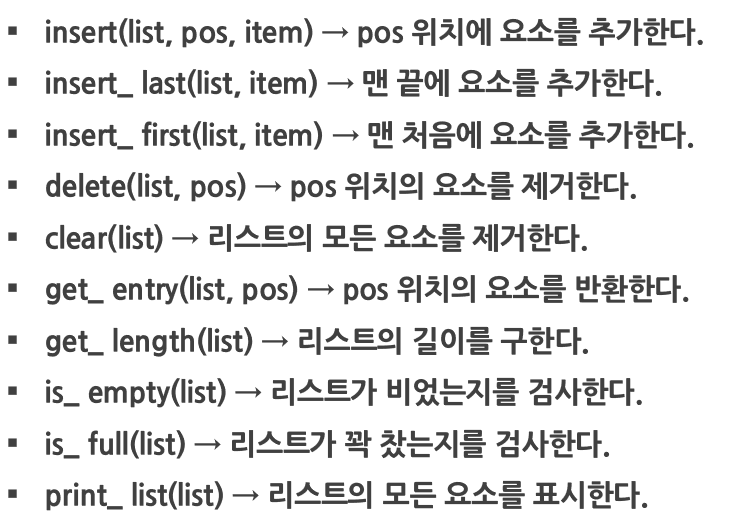 ▪ insert(list, pos, item) → pos 위치에 요소를 추가한다.
▪ insert_ last(list, item) → 맨 끝에 요소를 추가한다.
▪ insert_ first(list, item) → 맨 처음에 요소를 추가한다.
▪ delete(list, pos) → pos 위치의 요소를 제거한다.
▪ clear(list) → 리스트의 모든 요소를 제거한다.
▪ get_ entry(list, pos) → pos 위치의 요소를 반환한다.
▪ get_ length(list) → 리스트의 길이를 구한다.
▪ is_ empty(list) → 리스트가 비었는지를 검사한다.
▪ is_ full(list) → 리스트가 꽉 찼는지를 검사한다.
▪ print_ list(list) → 리스트의 모든 요소를 표시한다.